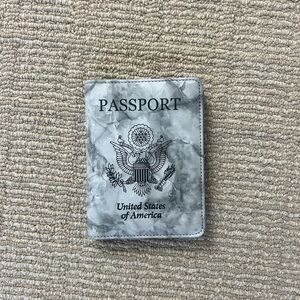 PASSPORT
United States
of America